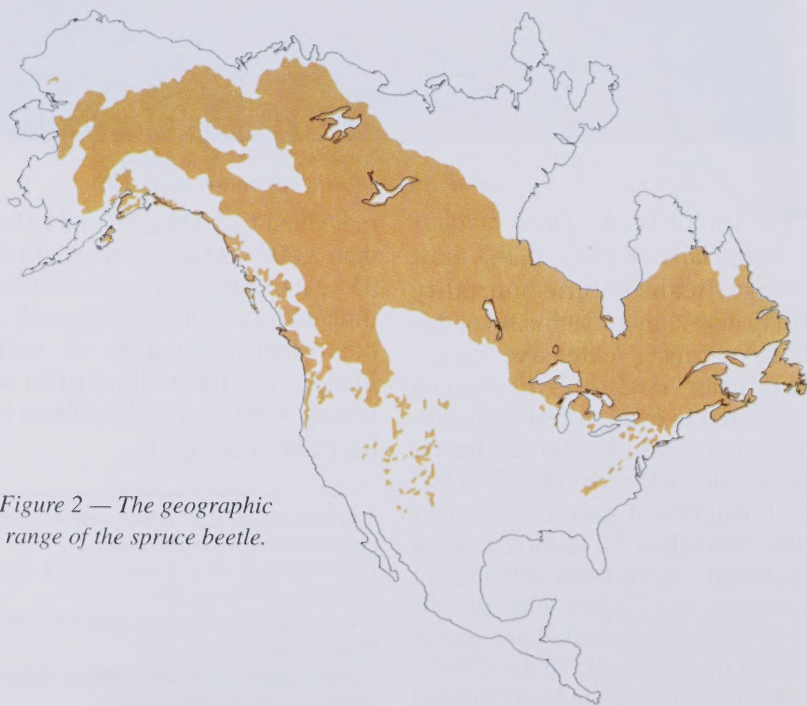 Figure 2 — The geographic
range of the spruce beetle.